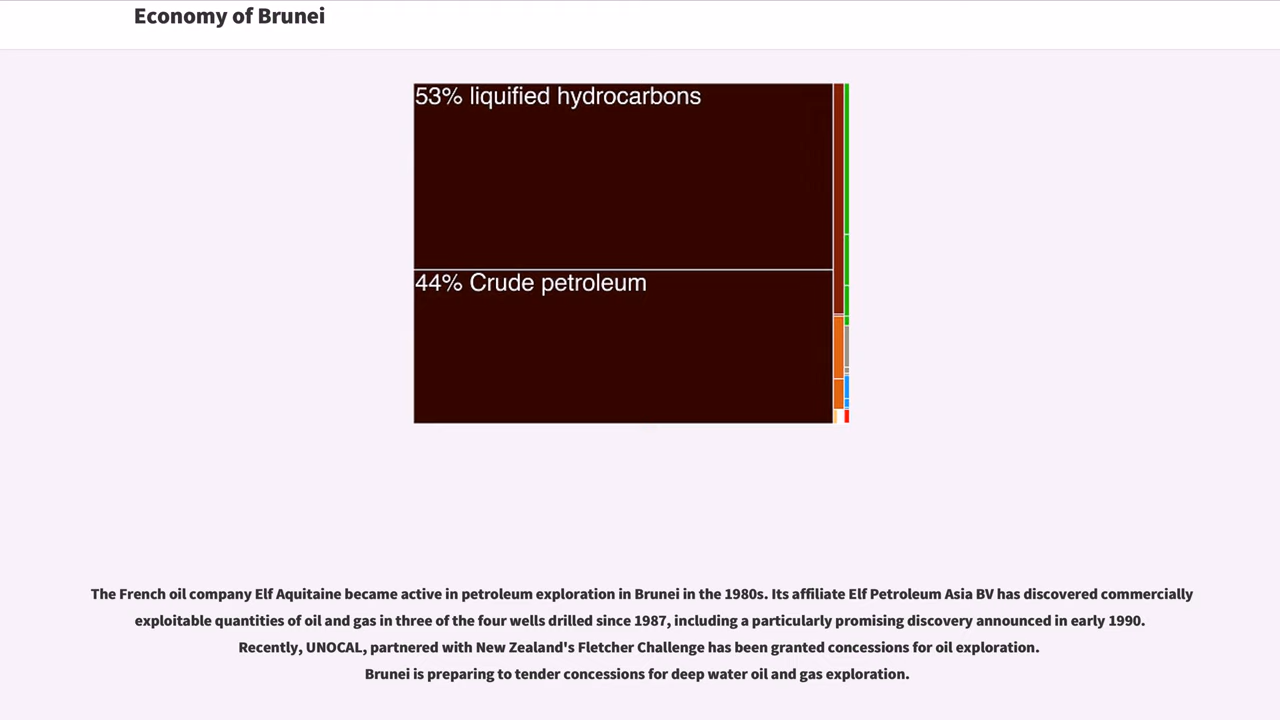 Economy of Brunei
53% liquified hydrocarbons
44% Crude petroleum
The French oil company Elf Aquitaine became active in petroleum exploration in Brunei in the 1980s. Its affiliate Elf Petroleum Asia BV has discovered commercially
exploitable quantities of oil and gas in three of the four wells drilled since 1987, including a particularly promising discovery announced in early 1990.
Recently, UNOCAL, partnered with New Zealand's Fletcher Challenge has been granted concessions for oil exploration.
Brunei is preparing to tender concessions for deep water oil and gas exploration.